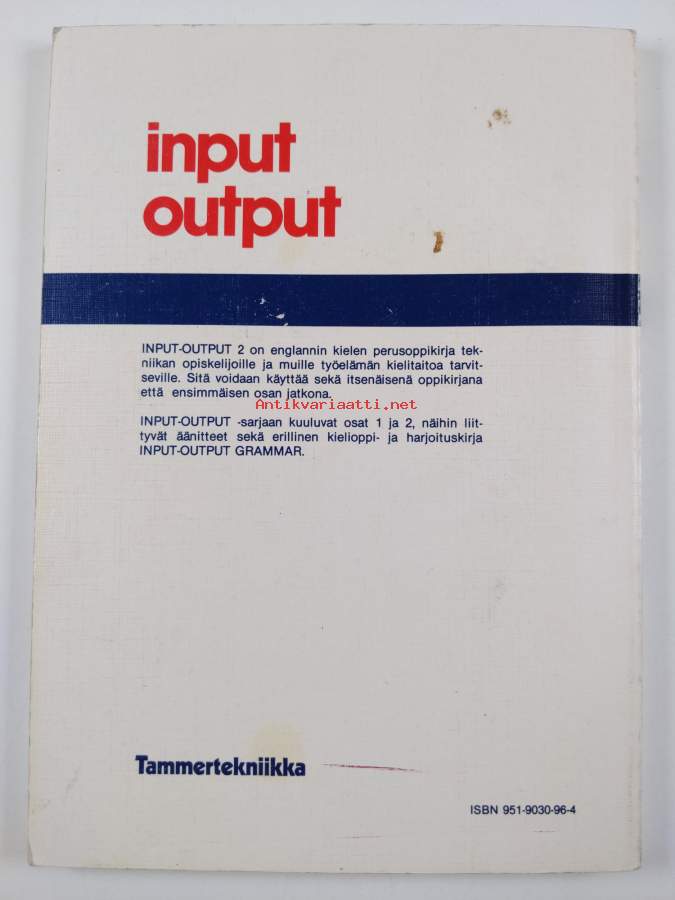 input
output
INPUT-OUTPUT 2 on englannin kielen perusoppikirja tek-
niikan opiskelijoille ja muille työelämän kielitaitoa tarvit-
seville. Sitä voidaan käyttää sekä itsenäisenä oppikirjana
että ensimmäisen osan jatkona.
Antikvariaatti.net
INPUT-OUTPUT -sarjaan kuuluvat osat 1 ja 2, näihin liit-
tyvät äänitteet sekä erillinen kielioppi- ja harjoituskirja
INPUT-OUTPUT GRAMMAR.
Tammertekniikka
ISBN 951-9030-96-4